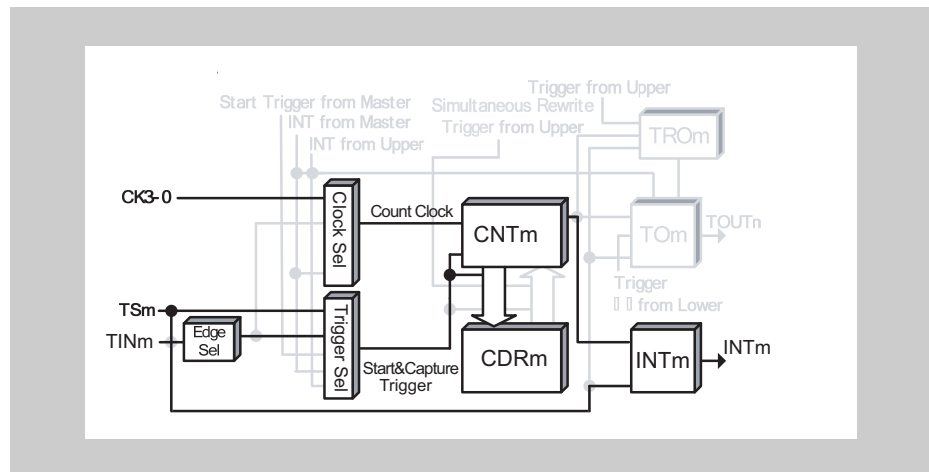 Trigger from Upper
Start Trigger from Master
Simultaneous Rewrite
INT from Master
Trigger from Upper
INT from Upper
TROm
CK3-0
Clock Sel
Count Clock
CNTm
TOm
TOUTn
Trigger
from Lower
TSm
TINm
Edge
Sel
Trigger Sel
Start&Capture
Trigger
CDRm
INTm
INTm